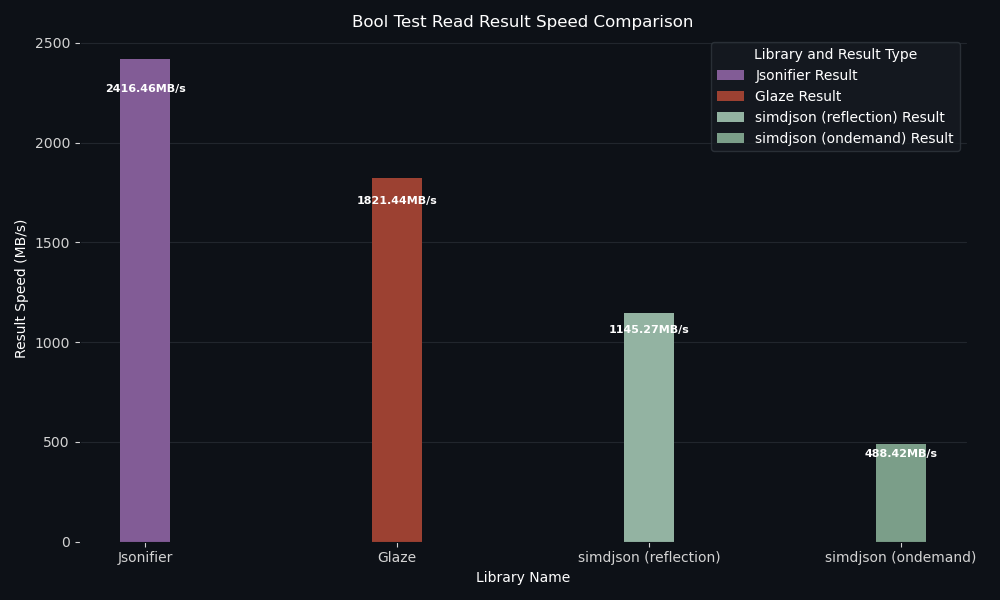 Bool Test Read Result Speed Comparison
Library and Result Type
Jsonifier Result
Glaze Result
simdjson (reflection) Result
simdjson (ondemand) Result
Result Speed (MB/s)
2500
2000
1500
1000
500
0
2416.46MB/s
1821.44MB/s
1145.27MB/s
488.42MB/s
Jsonifier
Glaze
simdjson (reflection)
simdjson (ondemand)
Library Name